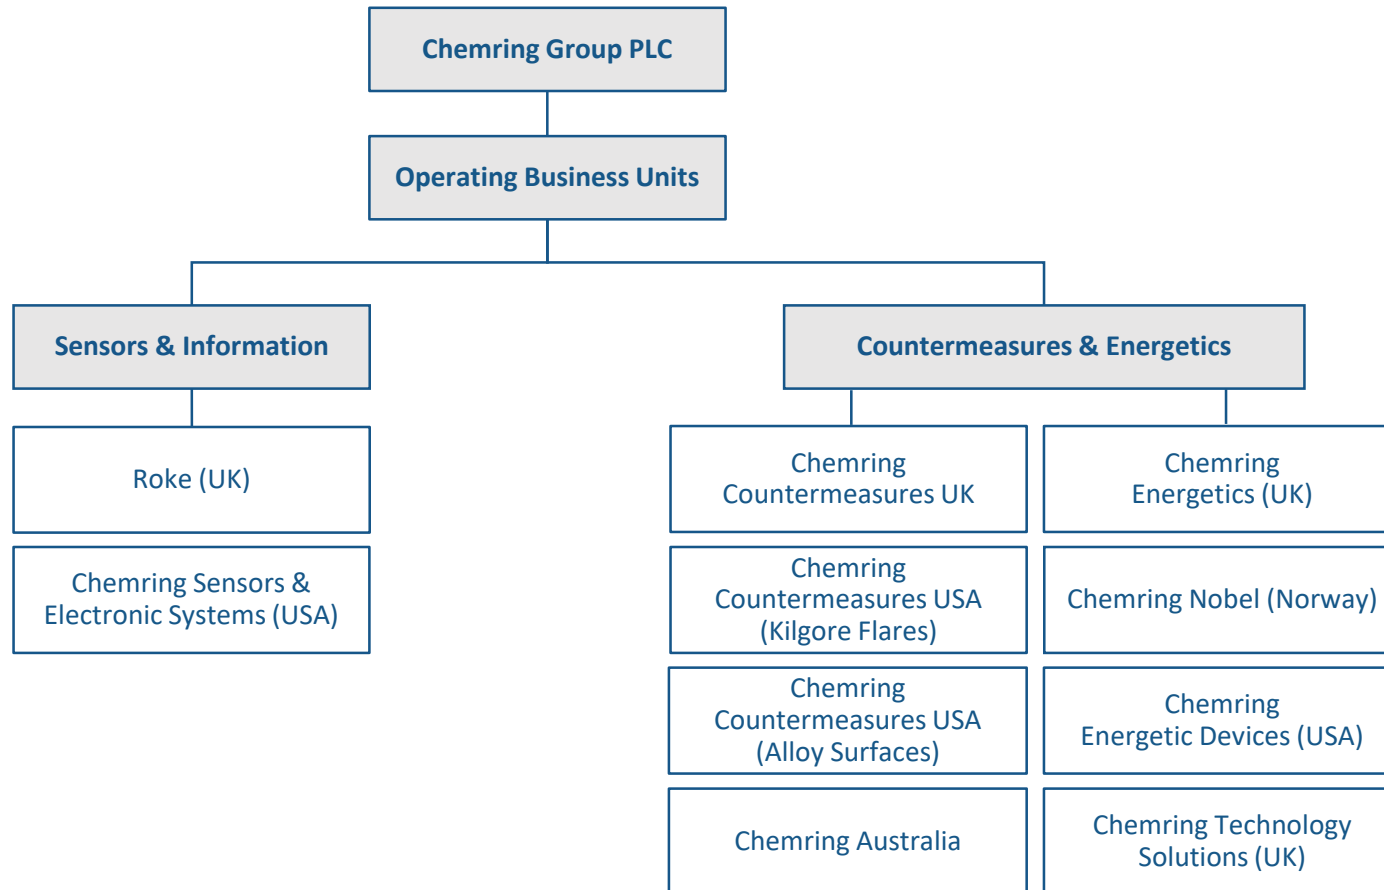 Chemring Group PLC
Operating Business Units
Sensors & Information
Countermeasures & Energetics
Roke (UK)
Chemring Sensors &
Electronic Systems (USA)
Chemring
Countermeasures UK
Chemring
Countermeasures USA
(Kilgore Flares)
Chemring
Countermeasures USA
(Alloy Surfaces)
Chemring Australia
Chemring
Energetics (UK)
Chemring Nobel (Norway)
Chemring
Energetic Devices (USA)
Chemring Technology
Solutions (UK)